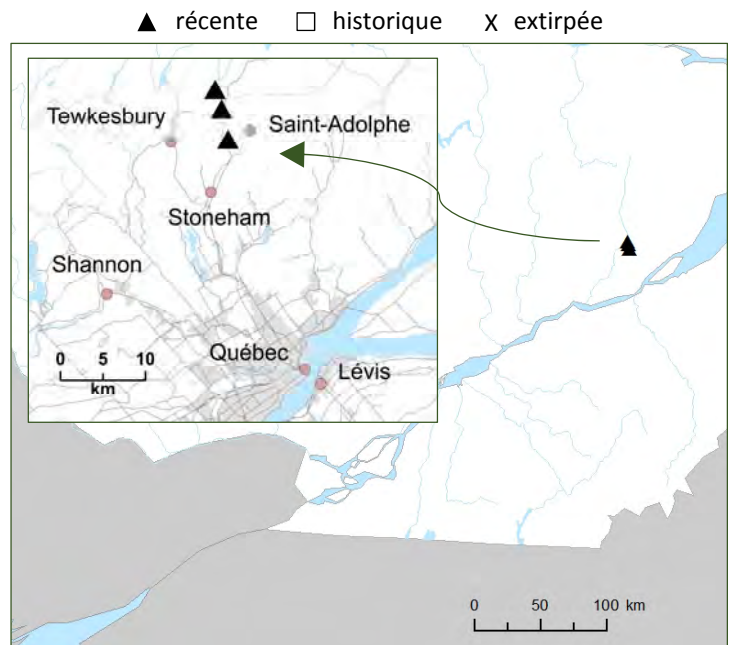 ▲ récente □ historique X extirpée
Tewkesbury
Saint-Adolphe
Stoneham
Shannon
Québec
Lévis
0 5 10
km
0 50 100 km